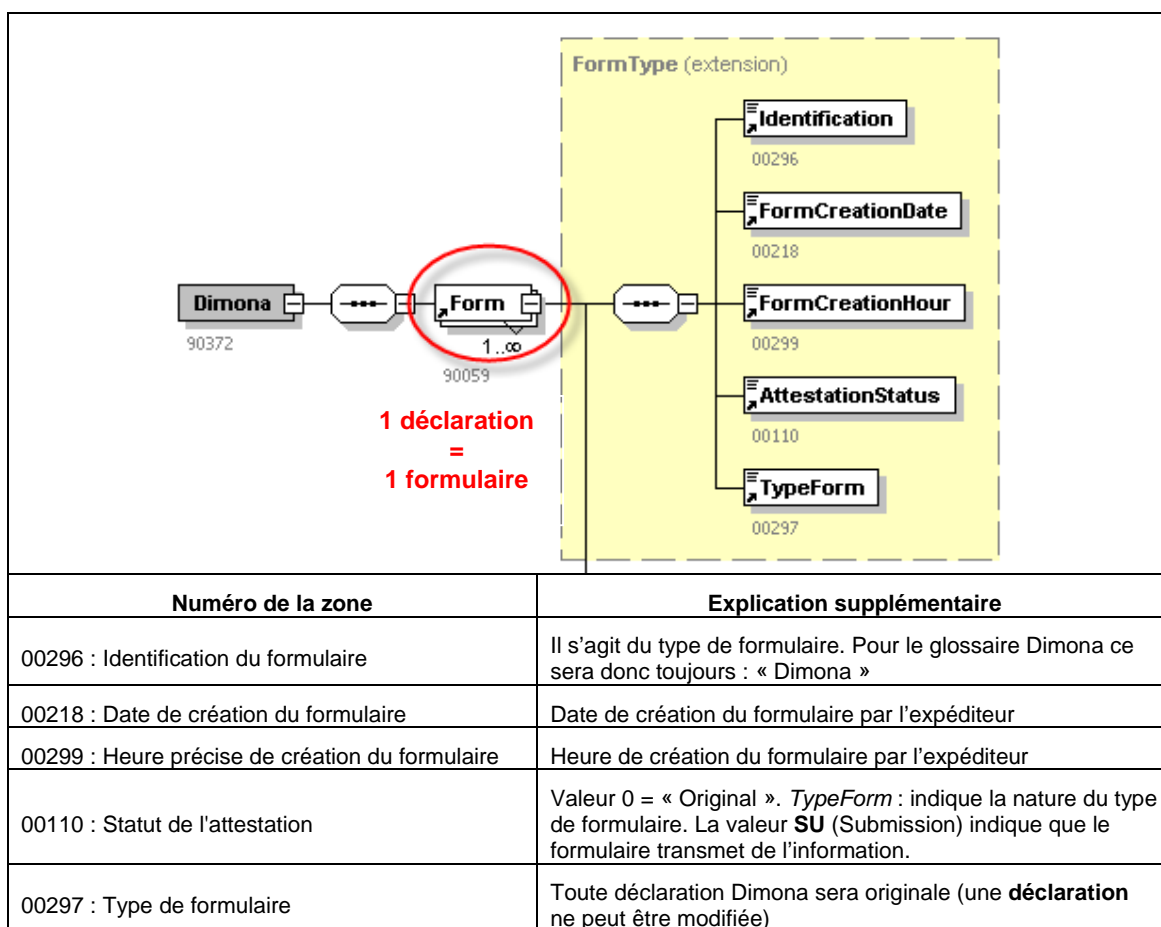 FormType (extension)
Identification
00296
FormCreationDate
00218
Dimona
90372
Form
1..∞
90059
FormCreationHour
00299
1 déclaration
=
1 formulaire
AttestationStatus
00110
TypeForm
00297
Numéro de la zone
Explication supplémentaire
00296 : Identification du formulaire
Il s'agit du type de formulaire. Pour le glossaire Dimona ce
sera donc toujours : « Dimona »
00218 : Date de création du formulaire
Date de création du formulaire par l'expéditeur
00299 : Heure précise de création du formulaire
Heure de création du formulaire par l'expéditeur
00110 : Statut de l'attestation
Valeur 0 = « Original ». TypeForm : indique la nature du type
de formulaire. La valeur SU (Submission) indique que le
formulaire transmet de l'information.
00297 : Type de formulaire
Toute déclaration Dimona sera originale (une déclaration
ne peut être modifiée)